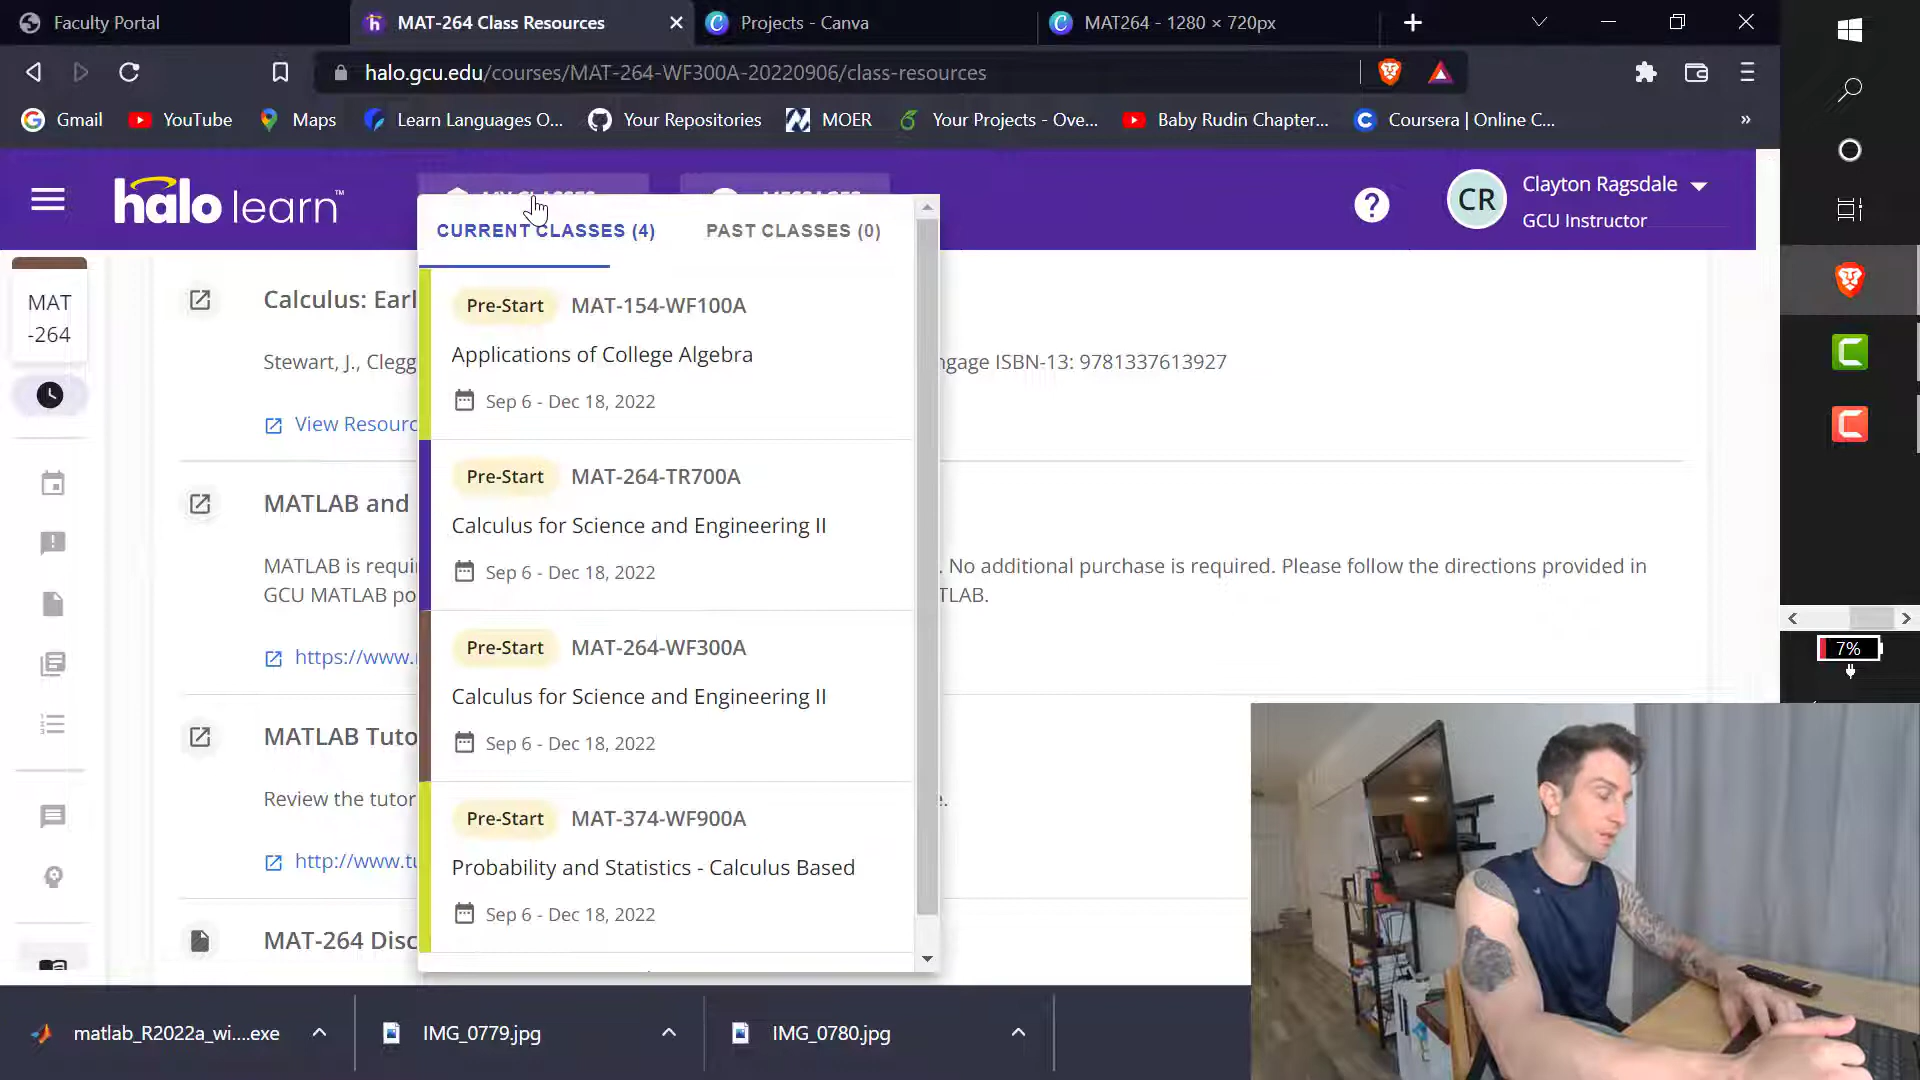 Faculty Portal
MAT-264 Class Resources
Projects - Canva
MAT264 - 1280 × 720px
halo.gcu.edu/courses/MAT-264-WF300A-20220906/class-resources
Gmail
YouTube
Maps
Learn Languages O...
Your Repositories
MOER
Your Projects - Ove...
Baby Rudin Chapter...
Coursera | Online C...
halo learn™
MY CLASSES
MESSAGES
CR
Clayton Ragsdale
GCU Instructor
CURRENT CLASSES (4)
PAST CLASSES (0)
MAT
-264
Pre-Start MAT-154-WF100A
Applications of College Algebra
Sep 6 - Dec 18, 2022
Pre-Start MAT-264-TR700A
Calculus for Science and Engineering II
Sep 6 - Dec 18, 2022
Pre-Start MAT-264-WF300A
Calculus for Science and Engineering II
Sep 6 - Dec 18, 2022
Pre-Start MAT-374-WF900A
Probability and Statistics - Calculus Based
Sep 6 - Dec 18, 2022
Calculus: Earl
Stewart, J., Clegg
ngage ISBN-13: 9781337613927
View Resourc
MATLAB and
MATLAB is requi
. No additional purchase is required. Please follow the directions provided in
GCU MATLAB po
TLAB.
https://www.
MATLAB Tuto
Review the tutor
e.
http://www.tu
MAT-264 Disc
7%
matlab_R2022a_wi....exe
IMG_0779.jpg
IMG_0780.jpg